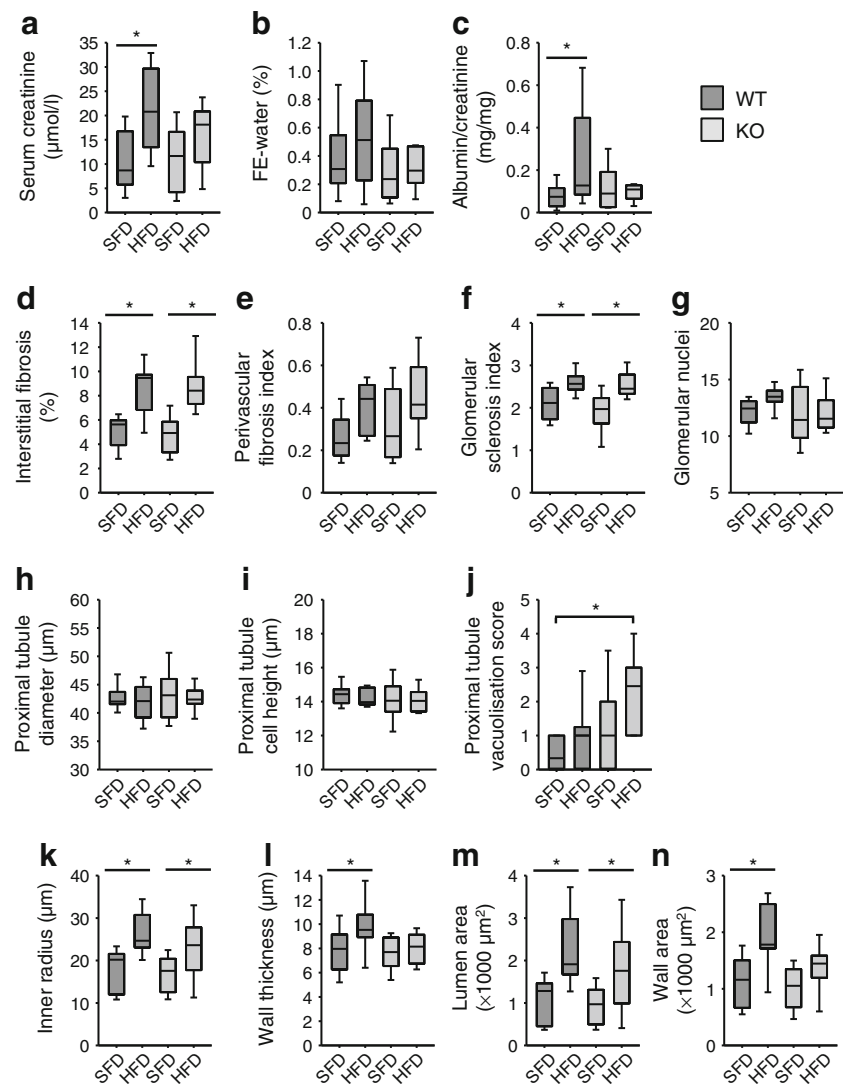 a
Serum creatinine
(μmol/l)
35
30
25
20
15
10
5
0
*
SFD
HFD
SFD
HFD
b
FE-water (%)
1.2
1.0
0.8
0.6
0.4
0.2
0
SFD
HFD
SFD
HFD
c
Albumin/creatinine
(mg/mg)
0.8
0.6
0.4
0.2
0
*
SFD
HFD
SFD
HFD
WT
KO
d
Interstitial fibrosis
(%)
14
12
10
8
6
4
2
0
*
*
SFD
HFD
SFD
HFD
e
Perivascular
fibrosis index
0.8
0.6
0.4
0.2
0
SFD
HFD
SFD
HFD
f
Glomerular
sclerosis index
4
3
2
1
0
*
*
SFD
HFD
SFD
HFD
g
Glomerular nuclei
20
15
10
5
SFD
HFD
SFD
HFD
h
Proximal tubule
diameter (μm)
60
55
50
45
40
35
30
SFD
HFD
SFD
HFD
i
Proximal tubule
cell height (μm)
20
18
16
14
12
10
SFD
HFD
SFD
HFD
j
Proximal tubule
vacuolisation score
5
4
3
2
1
0
*
SFD
HFD
SFD
HFD
k
Inner radius (μm)
40
30
20
10
0
*
*
SFD
HFD
SFD
HFD
l
Wall thickness (μm)
14
12
10
8
6
4
2
0
*
SFD
HFD
SFD
HFD
m
Lumen area
(×1000 μm²)
4
3
2
1
0
*
*
SFD
HFD
SFD
HFD
n
Wall area
(×1000 μm²)
3
2
1
0
*
SFD
HFD
SFD
HFD